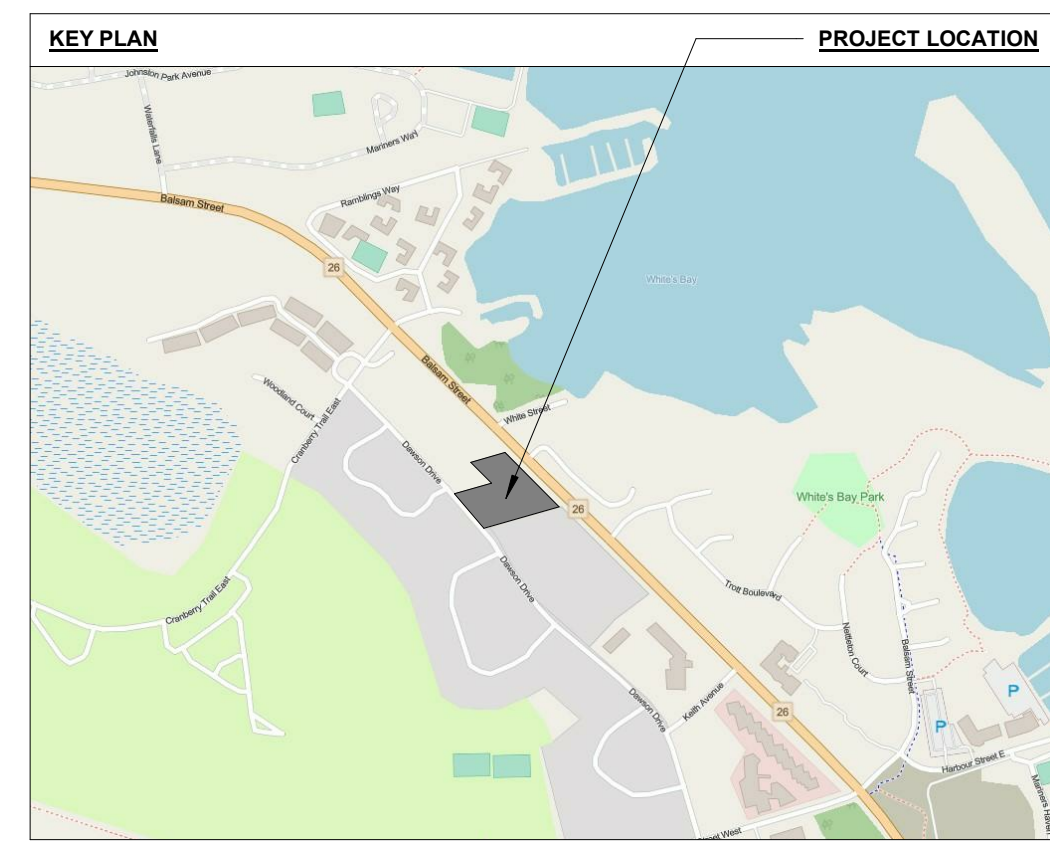 KEY PLAN
PROJECT LOCATION
Johnston Park Avenue
Waterfalls Lane
Mariners Way
Balsam Street
Ramblings Way
26
White's Bay
Balsam Street
Woodland Court
Cranberry Trail East
White Street
Dawson Drive
26
White's Bay Park
Dawson Drive
Trott Boulevard
Cranberry Trail East
Nettleton Court
Balsam Street
Dawson Drive
Keith Avenue
26
P
P
Harbour Street E
Mariners Haven
Street West